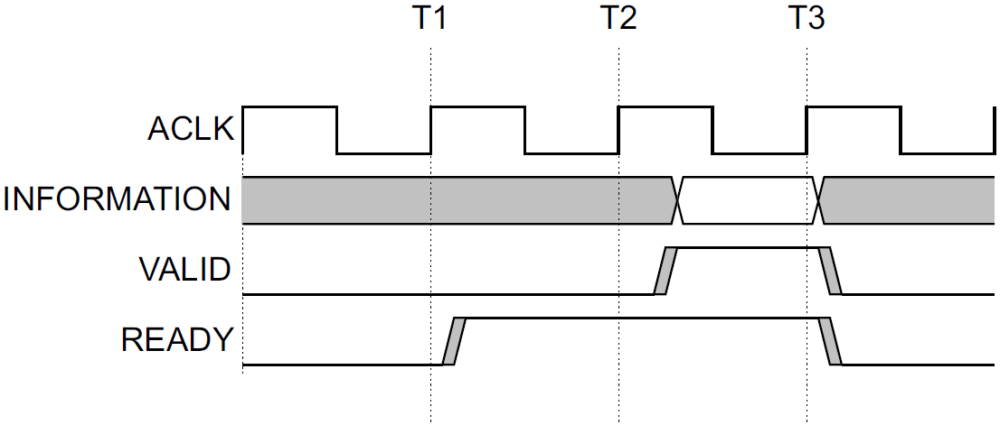 T1 T2 T3
ACLK
INFORMATION
VALID
READY